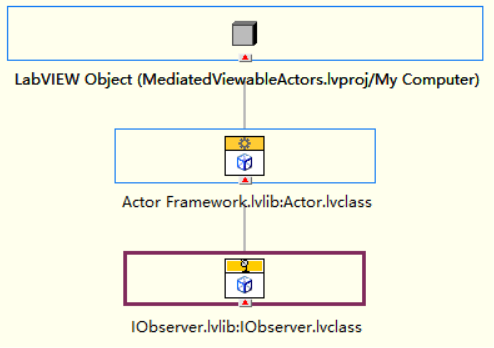 LabVIEW Object (MediatedViewableActors.lvproj/My Computer)
Actor Framework.lvlib:Actor.lvclass
IObserver.lvlib:IObserver.lvclass